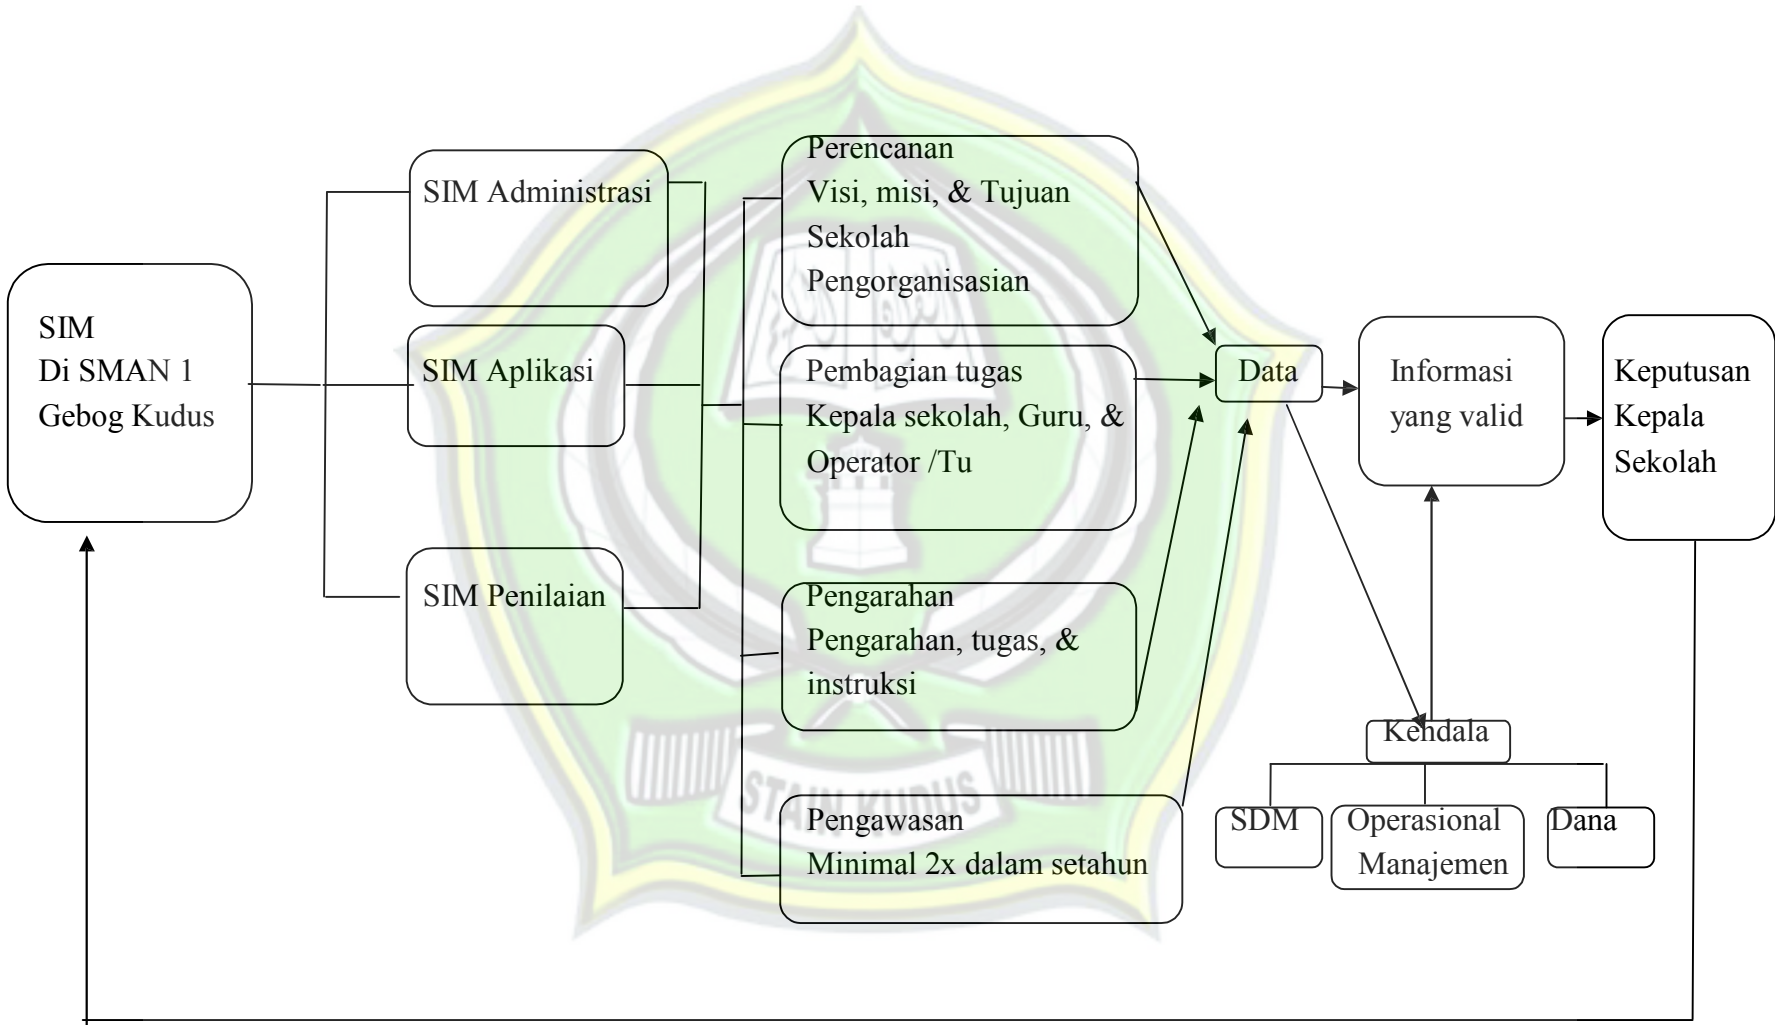 SIM
Di SMAN 1
Gebog Kudus
SIM Administrasi
SIM Aplikasi
SIM Penilaian
Perencanan
Visi, misi, & Tujuan
Sekolah
Pengorganisasian
Pembagian tugas
Kepala sekolah, Guru, &
Operator /Tu
Pengarahan
Pengarahan, tugas, &
instruksi
Pengawasan
Minimal 2x dalam setahun
Data
Informasi
yang valid
Keputusan
Kepala
Sekolah
Kendala
SDM
Operasional
Manajemen
Dana
STAIN KUDUS